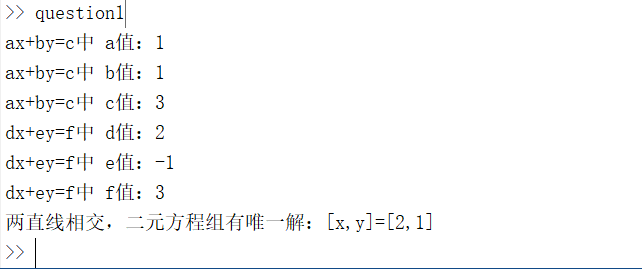 >> question1
ax+by=c中 a值：1
ax+by=c中 b值：1
ax+by=c中 c值：3
dx+ey=f中 d值：2
dx+ey=f中 e值：-1
dx+ey=f中 f值：3
两直线相交，二元方程组有唯一解：[x,y]=[2,1]
>>